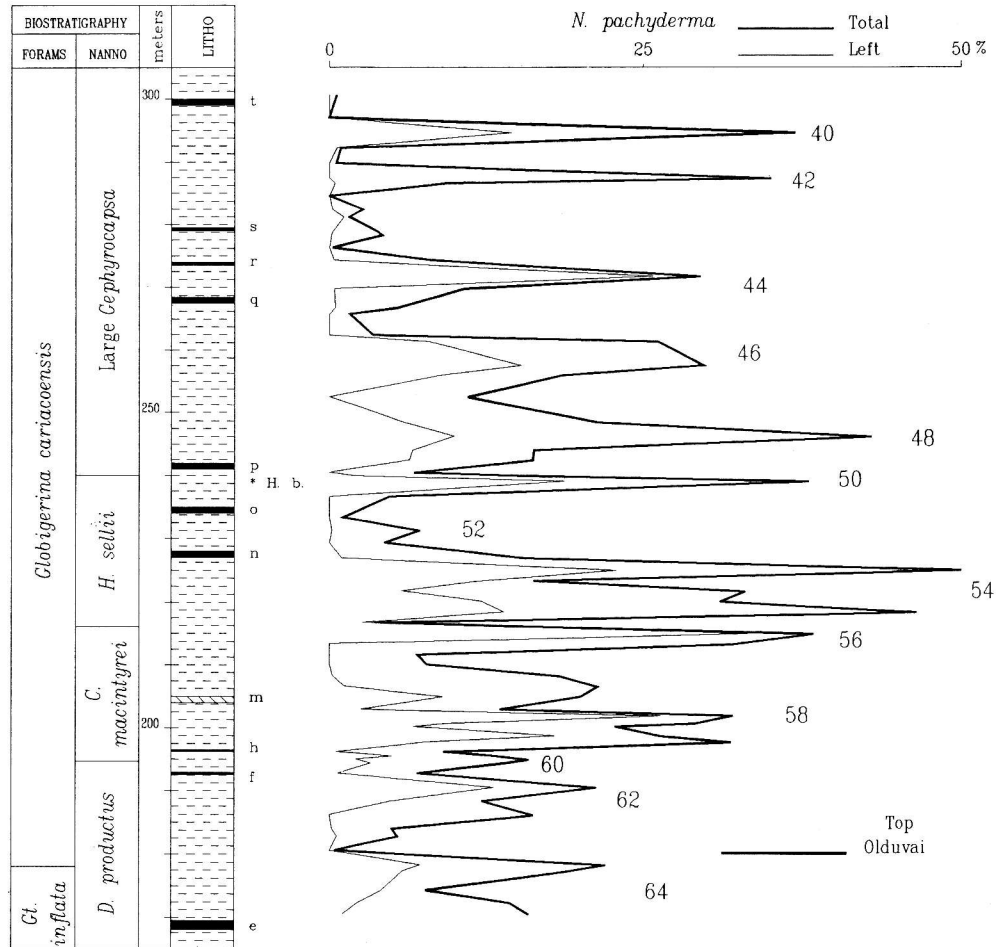 BIOSTRATIGRAPHY
FORAMS
NANNO
meters
LITHO
N. pachyderma
Total
Left
0
25
50 %
300
250
200
Globigerina cariacoensis
Gt. inflata
Large Gephyrocapsa
H. sellii
C. macintyrei
D. productus
t
s
r
q
p
* H. b.
o
n
m
h
f
e
40
42
44
46
48
50
52
54
56
58
60
62
64
Top
Olduvai